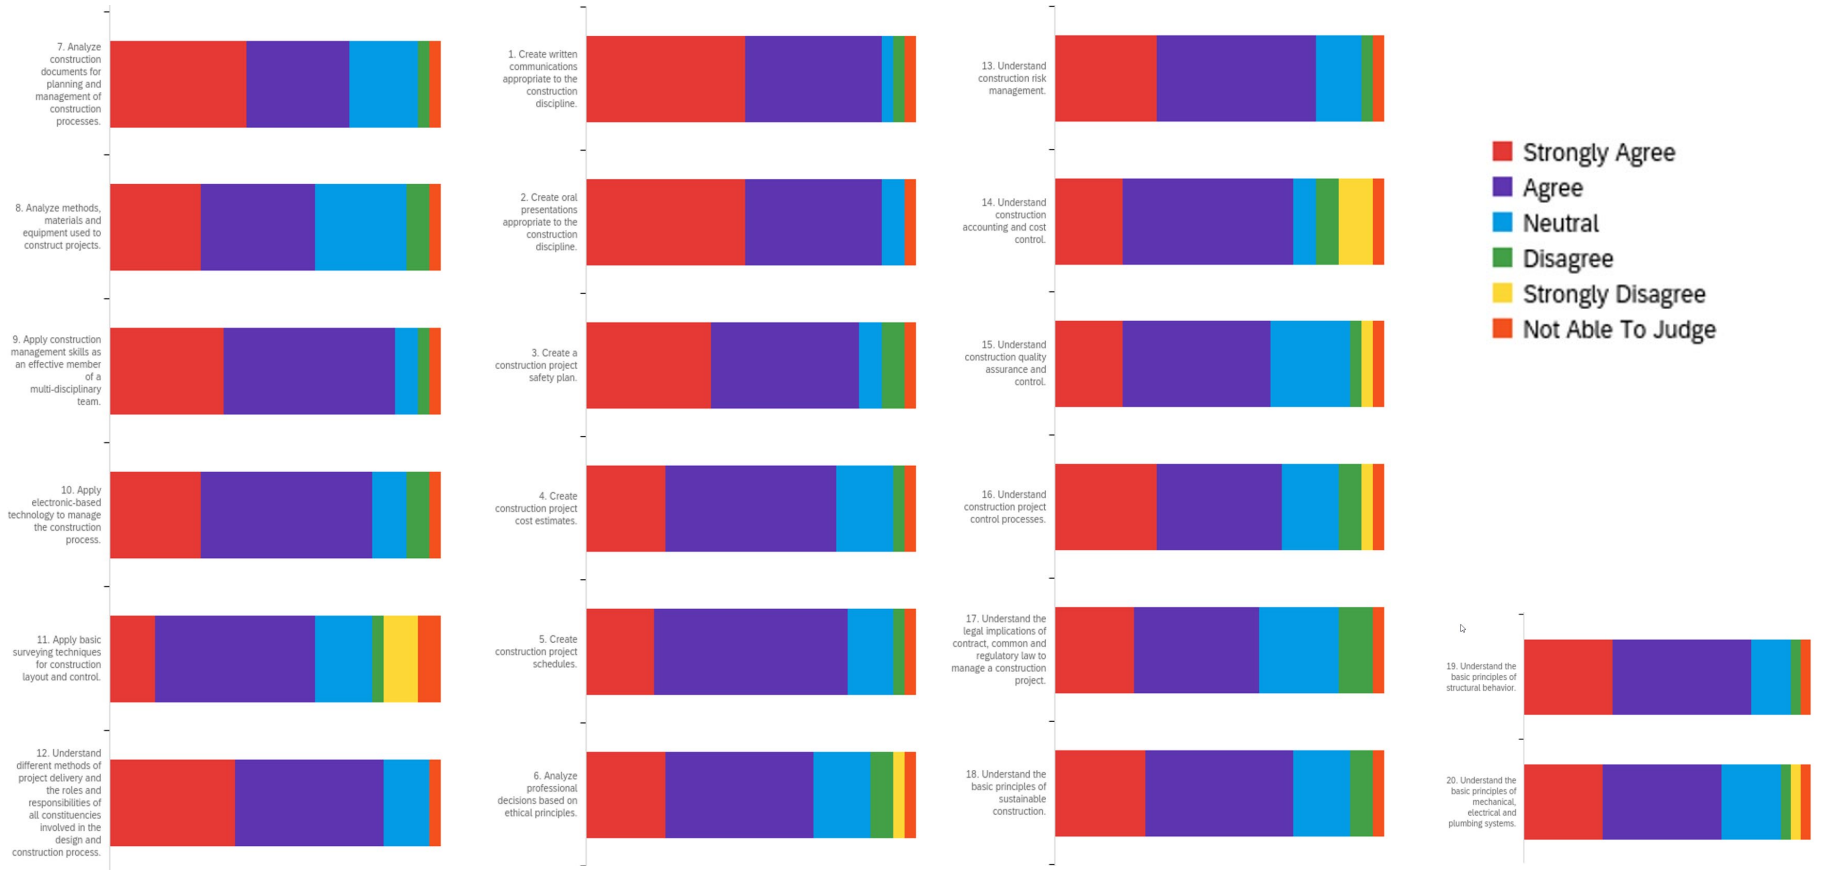 7. Analyze
construction
documents for
planning and
management of
construction
processes.
8. Analyze methods,
materials and
equipment used to
construct projects.
9. Apply construction
management skills as
an effective member
of a
multi-disciplinary
team.
10. Apply
electronic-based
technology to manage
the construction
process.
11. Apply basic
surveying techniques
for construction
layout and control.
12. Understand
different methods of
project delivery and
the roles and
responsibilities of
all constituencies
involved in the
design and
construction process.
1. Create written
communications
appropriate to the
construction
discipline.
2. Create oral
presentations
appropriate to the
construction
discipline.
3. Create a
construction project
safety plan.
4. Create
construction project
cost estimates.
5. Create
construction project
schedules.
6. Analyze
professional
decisions based on
ethical principles.
13. Understand
construction risk
management.
14. Understand
construction
accounting and cost
control.
15. Understand
construction quality
assurance and
control.
16. Understand
construction project
control processes.
17. Understand the
legal implications of
contract, common and
regulatory law to
manage a construction
project.
18. Understand the
basic principles of
sustainable
construction.
Strongly Agree
Agree
Neutral
Disagree
Strongly Disagree
Not Able To Judge
19. Understand the
basic principles of
structural behavior.
20. Understand the
basic principles of
mechanical,
electrical and
plumbing systems.